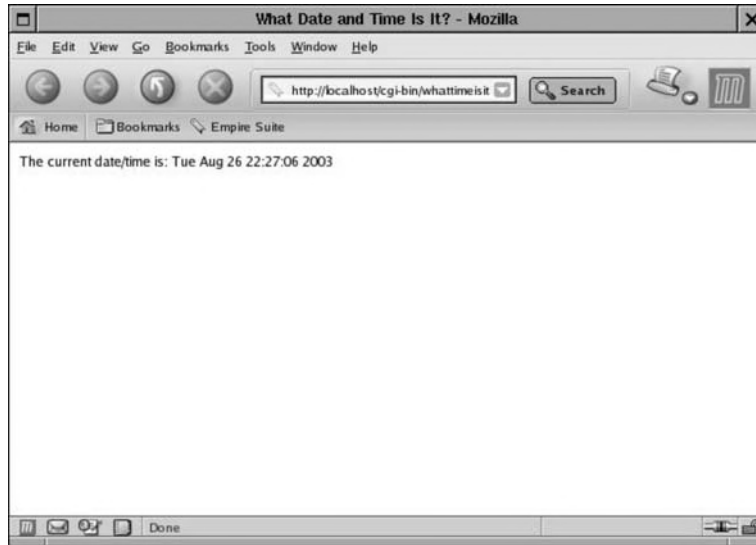 What Date and Time Is It? - Mozilla
File Edit View Go Bookmarks Tools Window Help
http://localhost/cgi-bin/whattimeisit Search
Home Bookmarks Empire Suite
The current date/time is: Tue Aug 26 22:27:06 2003
Done